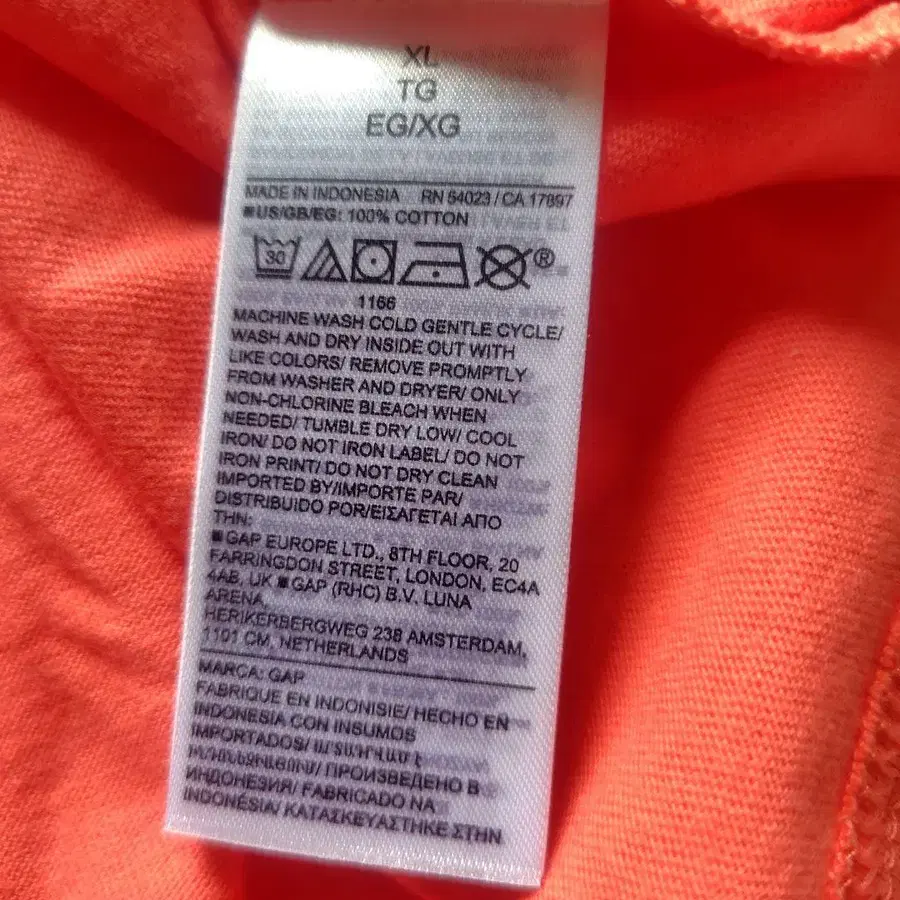 XL
TG
EG/XG
MADE IN INDONESIA RN 54023 / CA 17897
■US/GB/EG: 100% COTTON
30 ®
1166
MACHINE WASH COLD GENTLE CYCLE/
WASH AND DRY INSIDE OUT WITH
LIKE COLORS/ REMOVE PROMPTLY
FROM WASHER AND DRYER/ ONLY
NON-CHLORINE BLEACH WHEN
NEEDED/ TUMBLE DRY LOW/ COOL
IRON/ DO NOT IRON LABEL/ DO NOT
IRON PRINT/ DO NOT DRY CLEAN
IMPORTED BY/IMPORTE PAR/
DISTRIBUIDO POR/ΕΙΣΑΓΕΤΑΙ ΑΠΟ
ΤΗΝ:
■GAP EUROPE LTD., 8TH FLOOR, 20
FARRINGDON STREET, LONDON, EC4A
4AB, UK ■GAP (RHC) B.V. LUNA
ARENA
HERIKERBERGWEG 238 AMSTERDAM,
1101 CM, NETHERLANDS
MARCA: GAP
FABRIQUE EN INDONISIE/ HECHO EN
INDONESIA CON INSUMOS
IMPORTADOS/ ԱՐՏԱԴՐՎԱԾ Է
ПРОИЗВЕДЕНО В
ИНДОНЕЗИЯ/ FABRICADO NA
INDONÉSIA/ ΚΑΤΑΣΚΕΥΑΣΤΗΚΕ ΣΤΗΝ